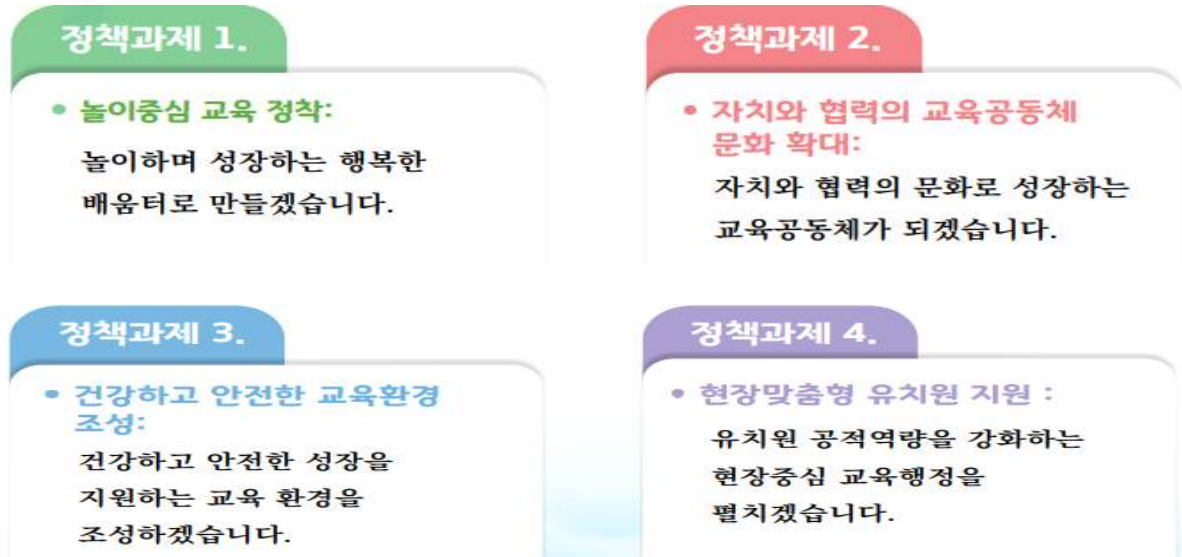 정책과제 1.
• 놀이중심 교육 정착:
놀이하며 성장하는 행복한
배움터로 만들겠습니다.
정책과제 2.
• 자치와 협력의 교육공동체
문화 확대:
자치와 협력의 문화로 성장하는
교육공동체가 되겠습니다.
정책과제 3.
• 건강하고 안전한 교육환경
조성:
건강하고 안전한 성장을
지원하는 교육 환경을
조성하겠습니다.
정책과제 4.
• 현장맞춤형 유치원 지원 :
유치원 공적역량을 강화하는
현장중심 교육행정을
펼치겠습니다.